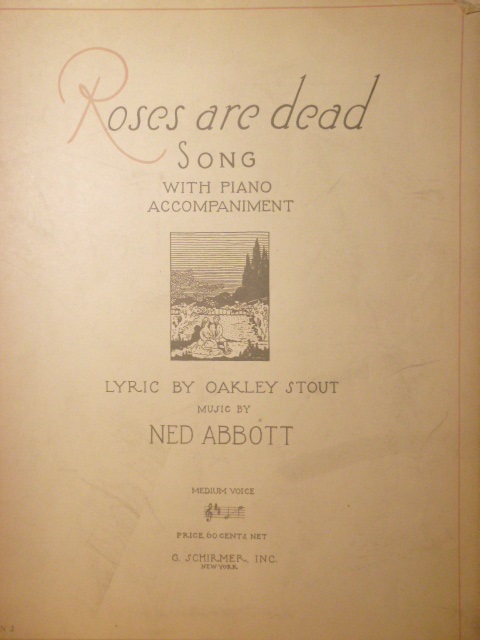 Roses are dead
SONG
WITH PIANO
ACCOMPANIMENT
LYRIC BY OAKLEY STOUT
MUSIC BY
NED ABBOTT
MEDIUM VOICE
PRICE 60 CENTS NET
G. SCHIRMER, INC.
NEW YORK